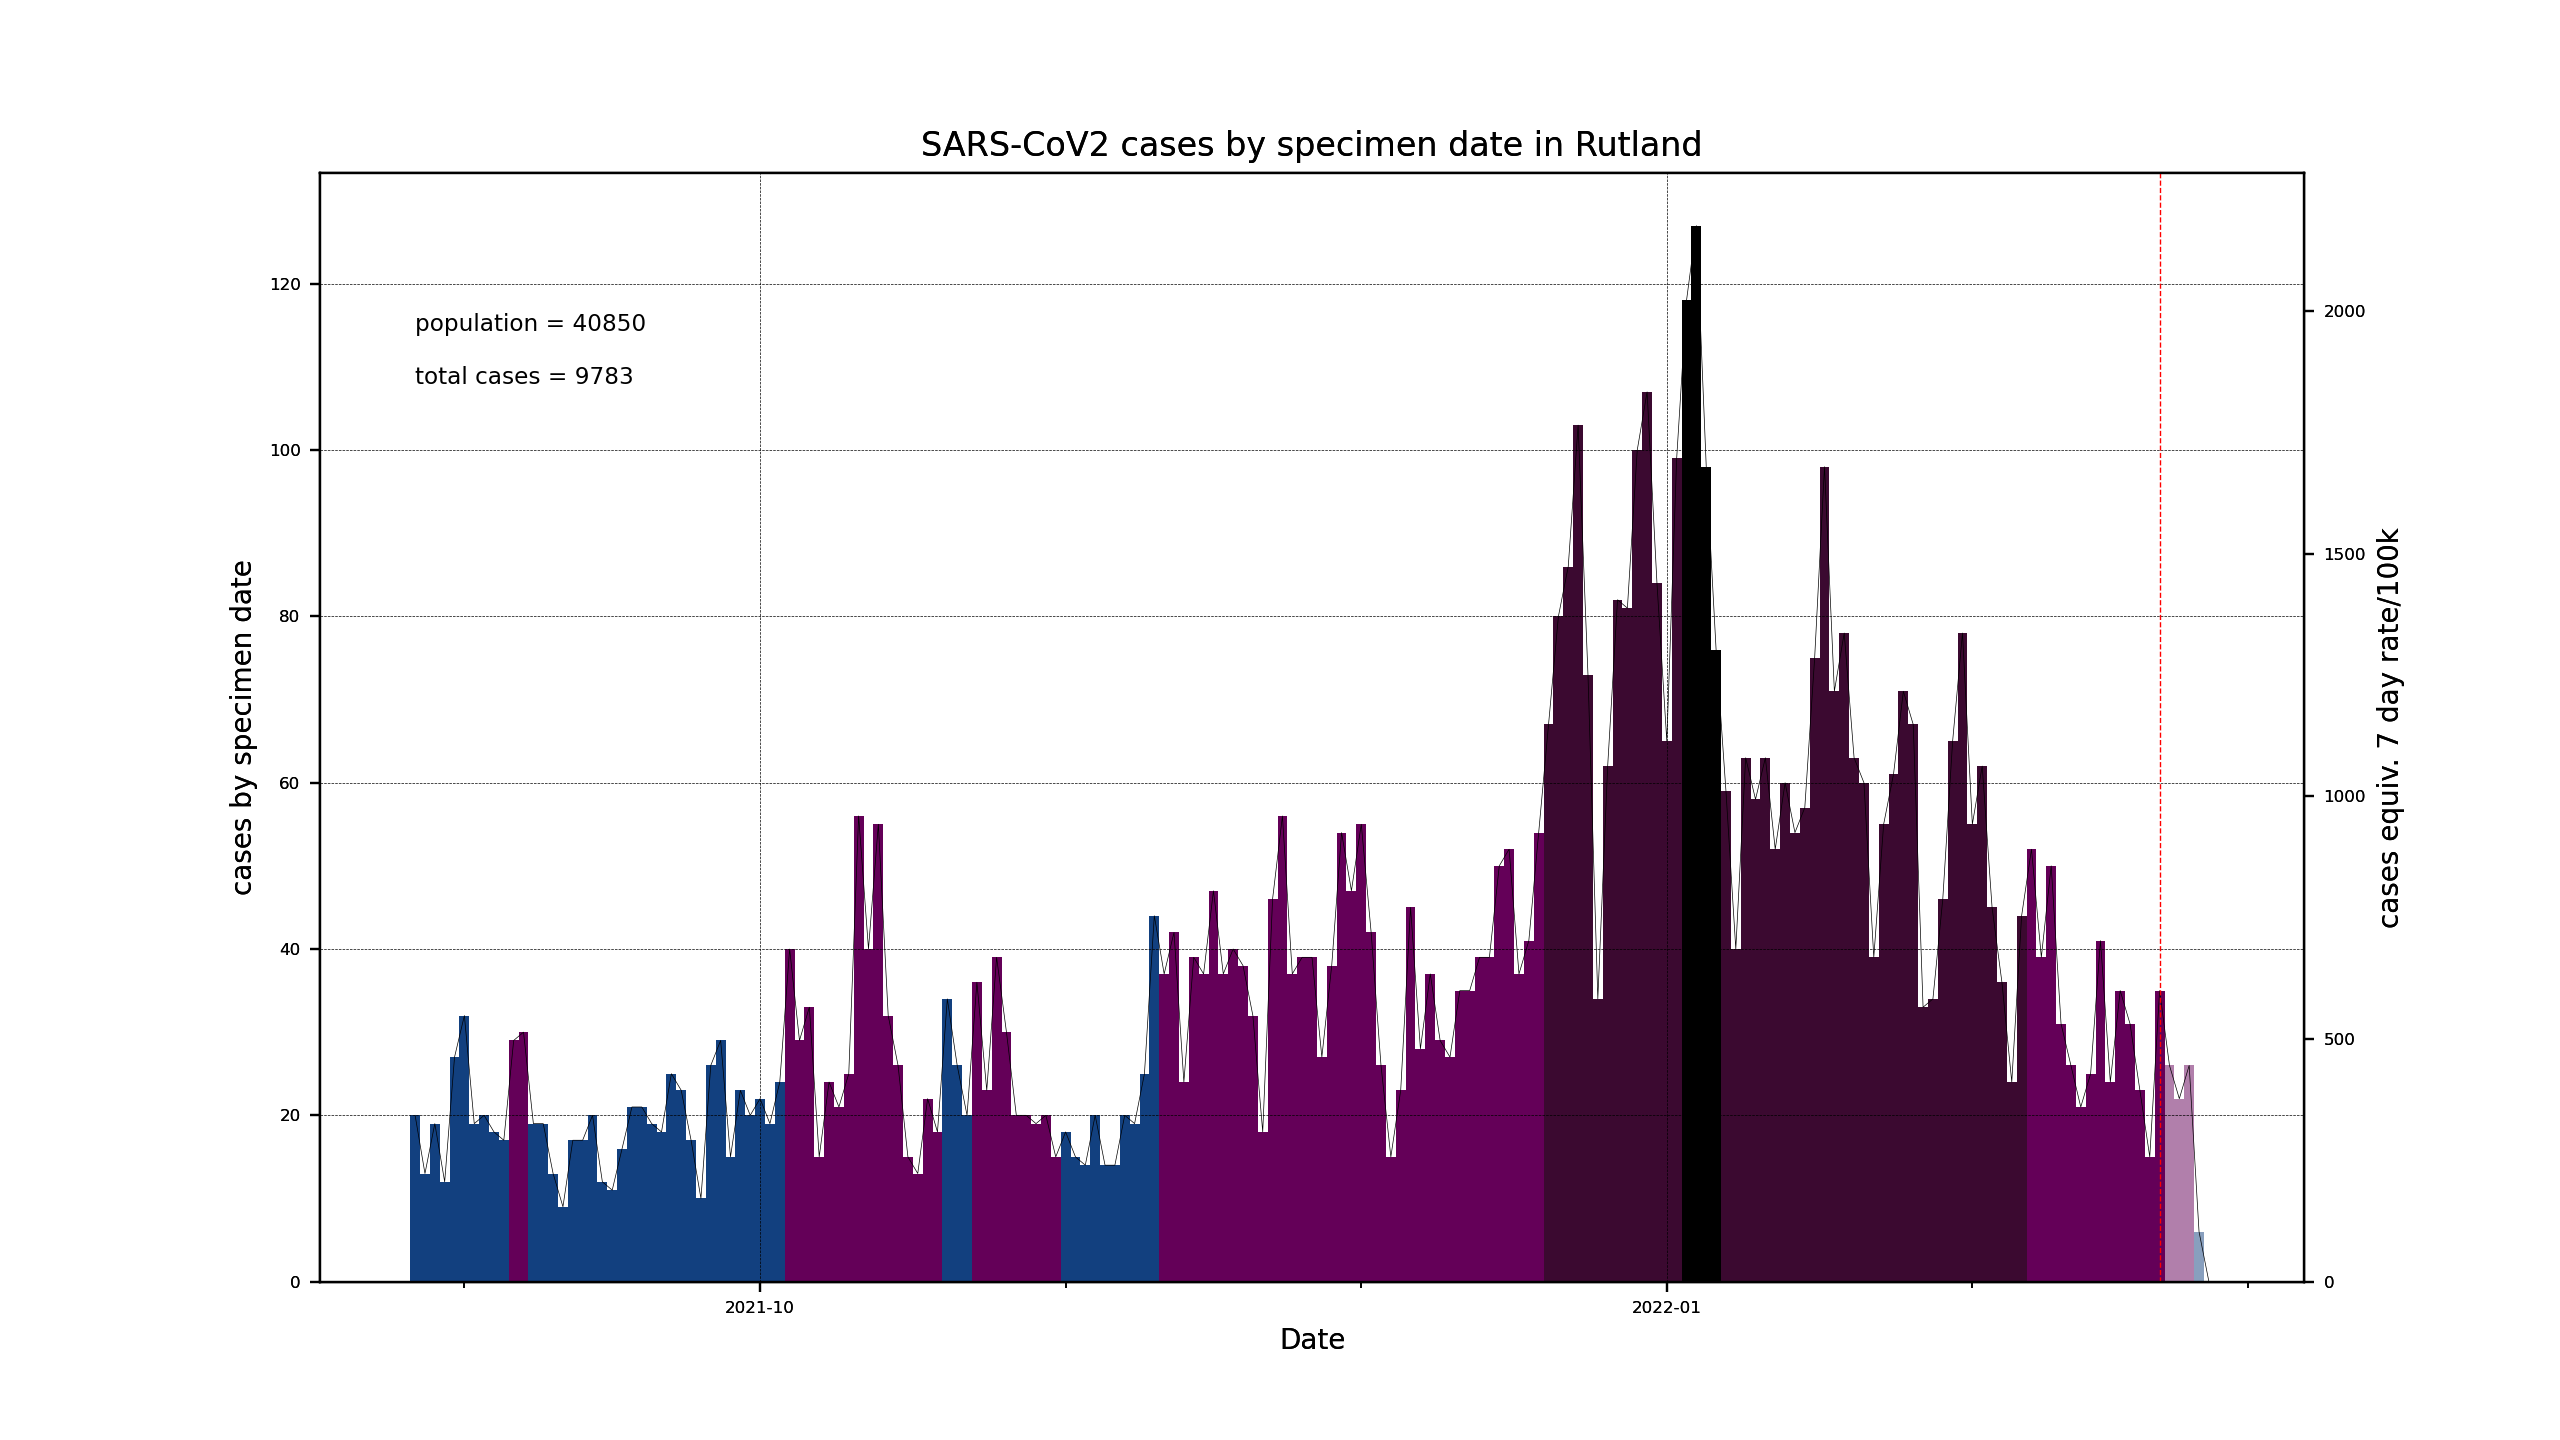 SARS-CoV2 cases by specimen date in Rutland
population = 40850
total cases = 9783
cases by specimen date
120
100
80
60
40
20
0
2000
1500
1000
500
0
cases equiv. 7 day rate/100k
2021-10
2022-01
Date